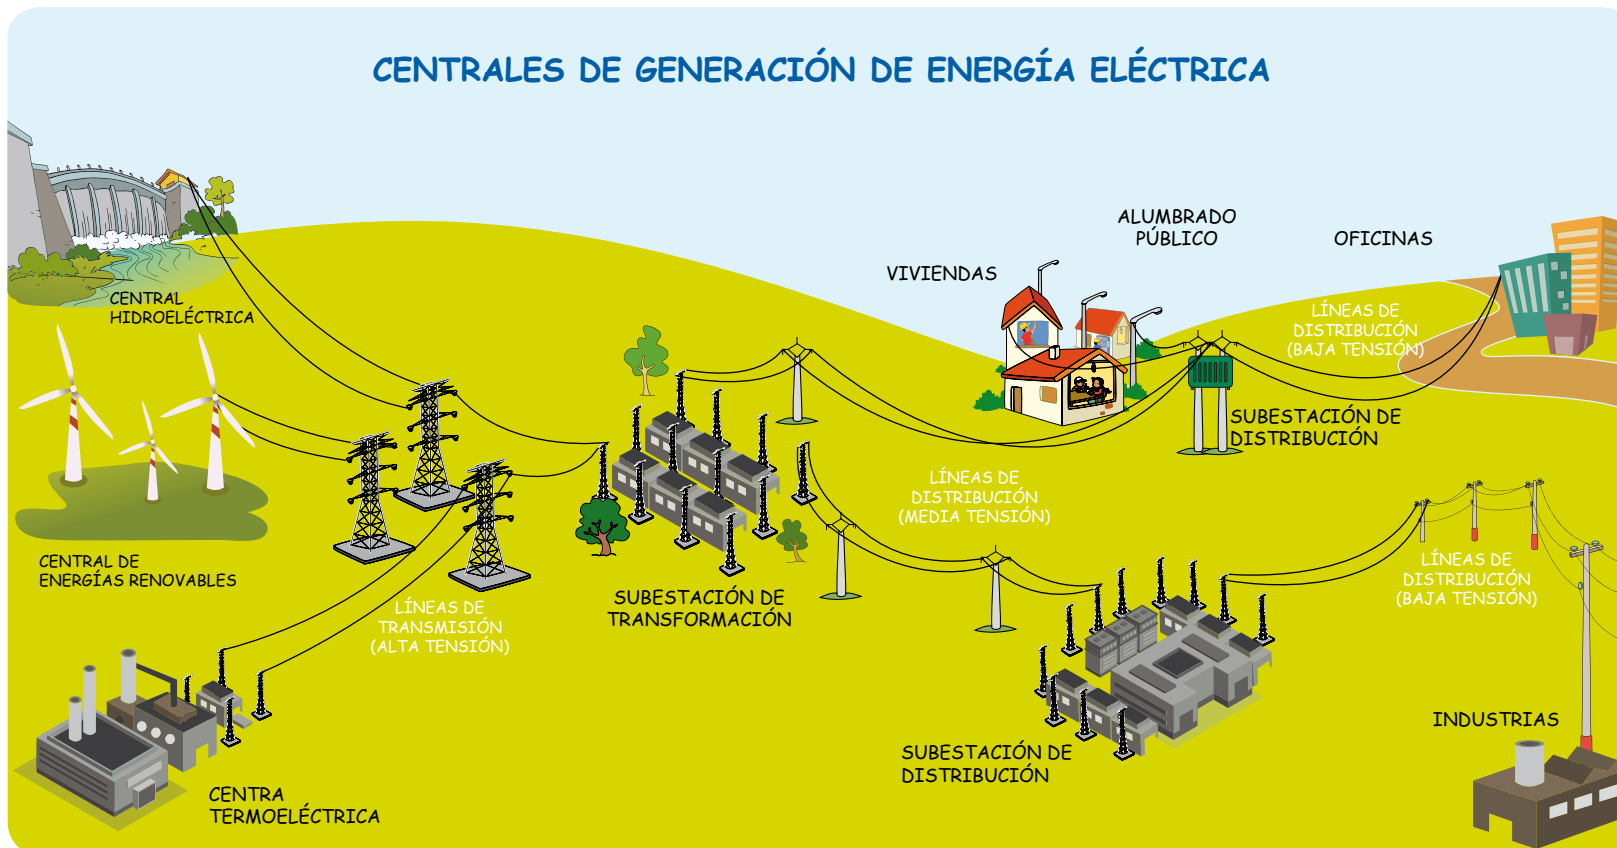 CENTRALES DE GENERACIÓN DE ENERGÍA ELÉCTRICA
ALUMBRADO
PÚBLICO
OFICINAS
VIVIENDAS
CENTRAL
HIDROELÉCTRICA
LÍNEAS DE
DISTRIBUCIÓN
(BAJA TENSIÓN)
SUBESTACIÓN DE
DISTRIBUCIÓN
LÍNEAS DE
DISTRIBUCIÓN
(MEDIA TENSIÓN)
CENTRAL DE
ENERGÍAS RENOVABLES
LÍNEAS DE
DISTRIBUCIÓN
(BAJA TENSIÓN)
SUBESTACIÓN DE
TRANSFORMACIÓN
LÍNEAS DE
TRANSMISIÓN
(ALTA TENSIÓN)
INDUSTRIAS
SUBESTACIÓN DE
DISTRIBUCIÓN
CENTRA
TERMOELÉCTRICA